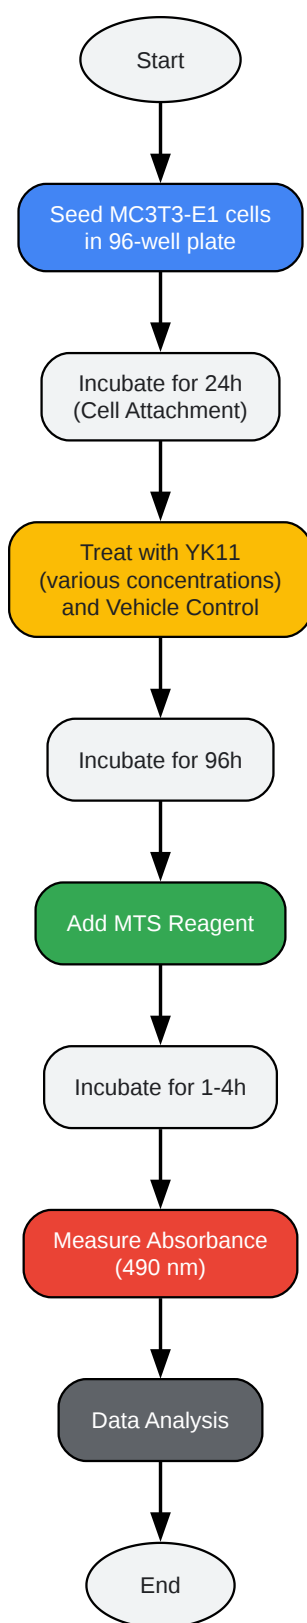 Start
Seed MC3T3-E1 cells
in 96-well plate
Incubate for 24h
(Cell Attachment)
Treat with YK11
(various concentrations)
and Vehicle Control
Incubate for 96h
Add MTS Reagent
Incubate for 1-4h
Measure Absorbance
(490 nm)
Data Analysis
End